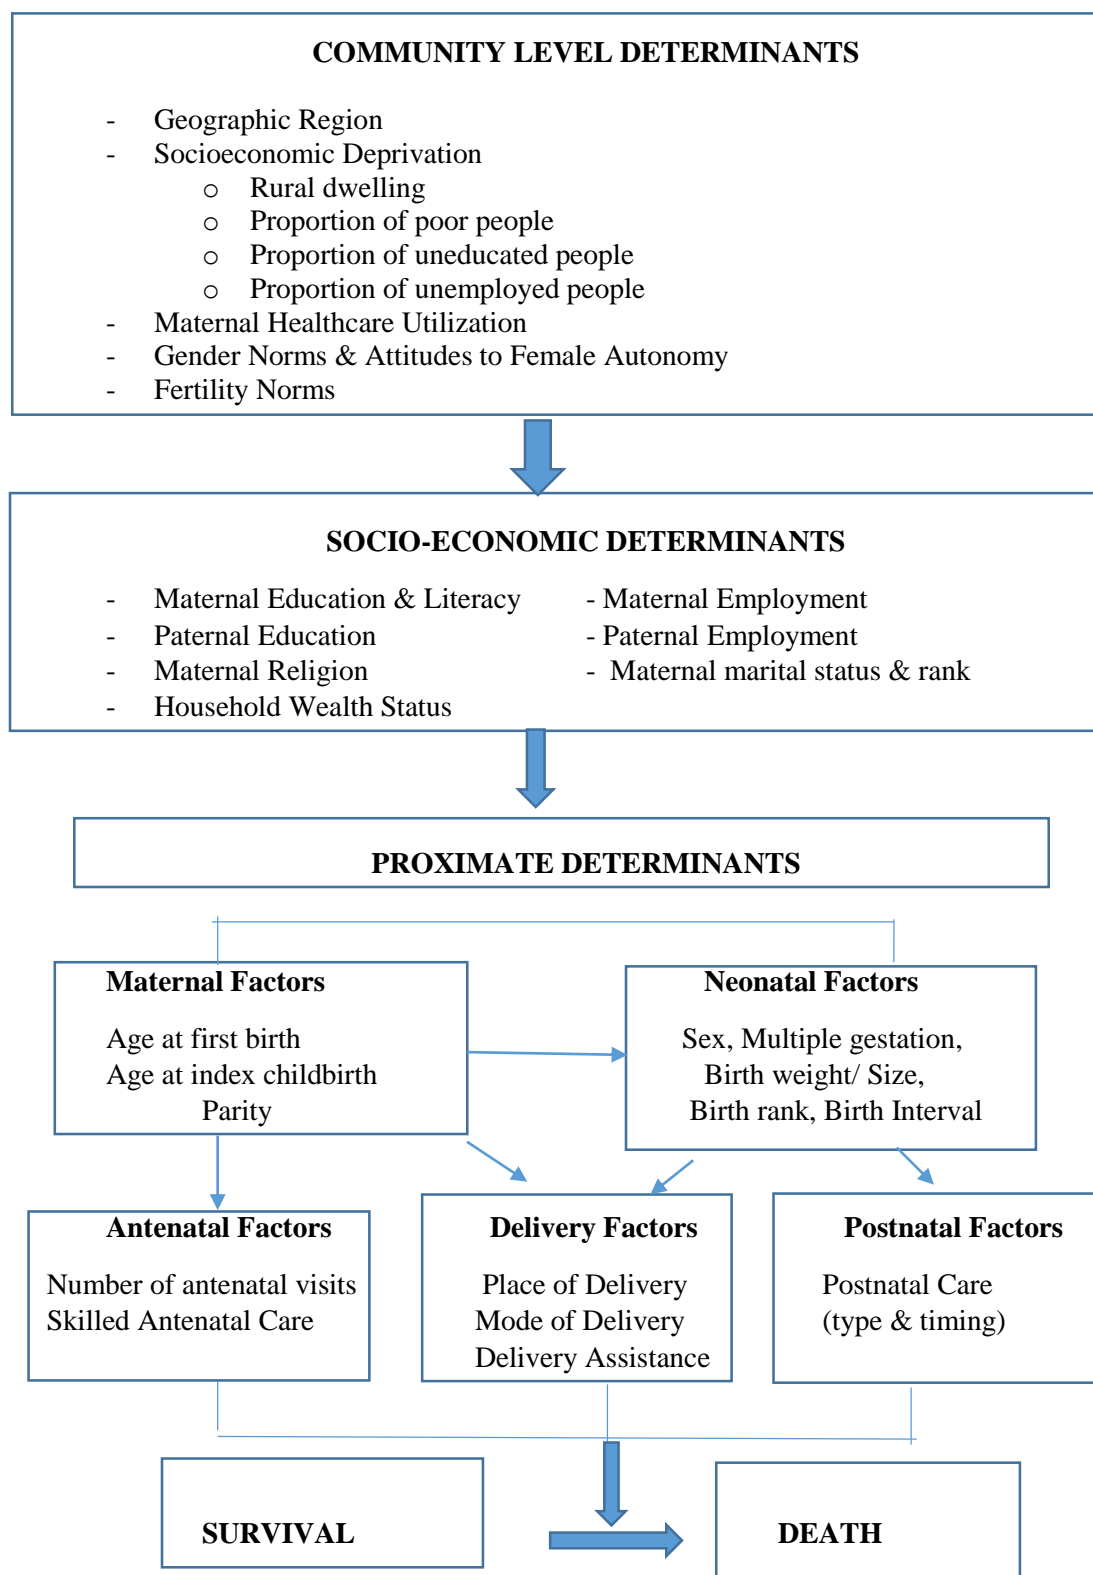 COMMUNITY LEVEL DETERMINANTS
- Geographic Region
- Socioeconomic Deprivation
o Rural dwelling
o Proportion of poor people
o Proportion of uneducated people
o Proportion of unemployed people
- Maternal Healthcare Utilization
- Gender Norms & Attitudes to Female Autonomy
- Fertility Norms
SOCIO-ECONOMIC DETERMINANTS
- Maternal Education & Literacy - Maternal Employment
- Paternal Education - Paternal Employment
- Maternal Religion - Maternal marital status & rank
- Household Wealth Status
PROXIMATE DETERMINANTS
Maternal Factors
Age at first birth
Age at index childbirth
Parity
Neonatal Factors
Sex, Multiple gestation,
Birth weight/ Size,
Birth rank, Birth Interval
Antenatal Factors
Number of antenatal visits
Skilled Antenatal Care
Delivery Factors
Place of Delivery
Mode of Delivery
Delivery Assistance
Postnatal Factors
Postnatal Care
(type & timing)
SURVIVAL
DEATH